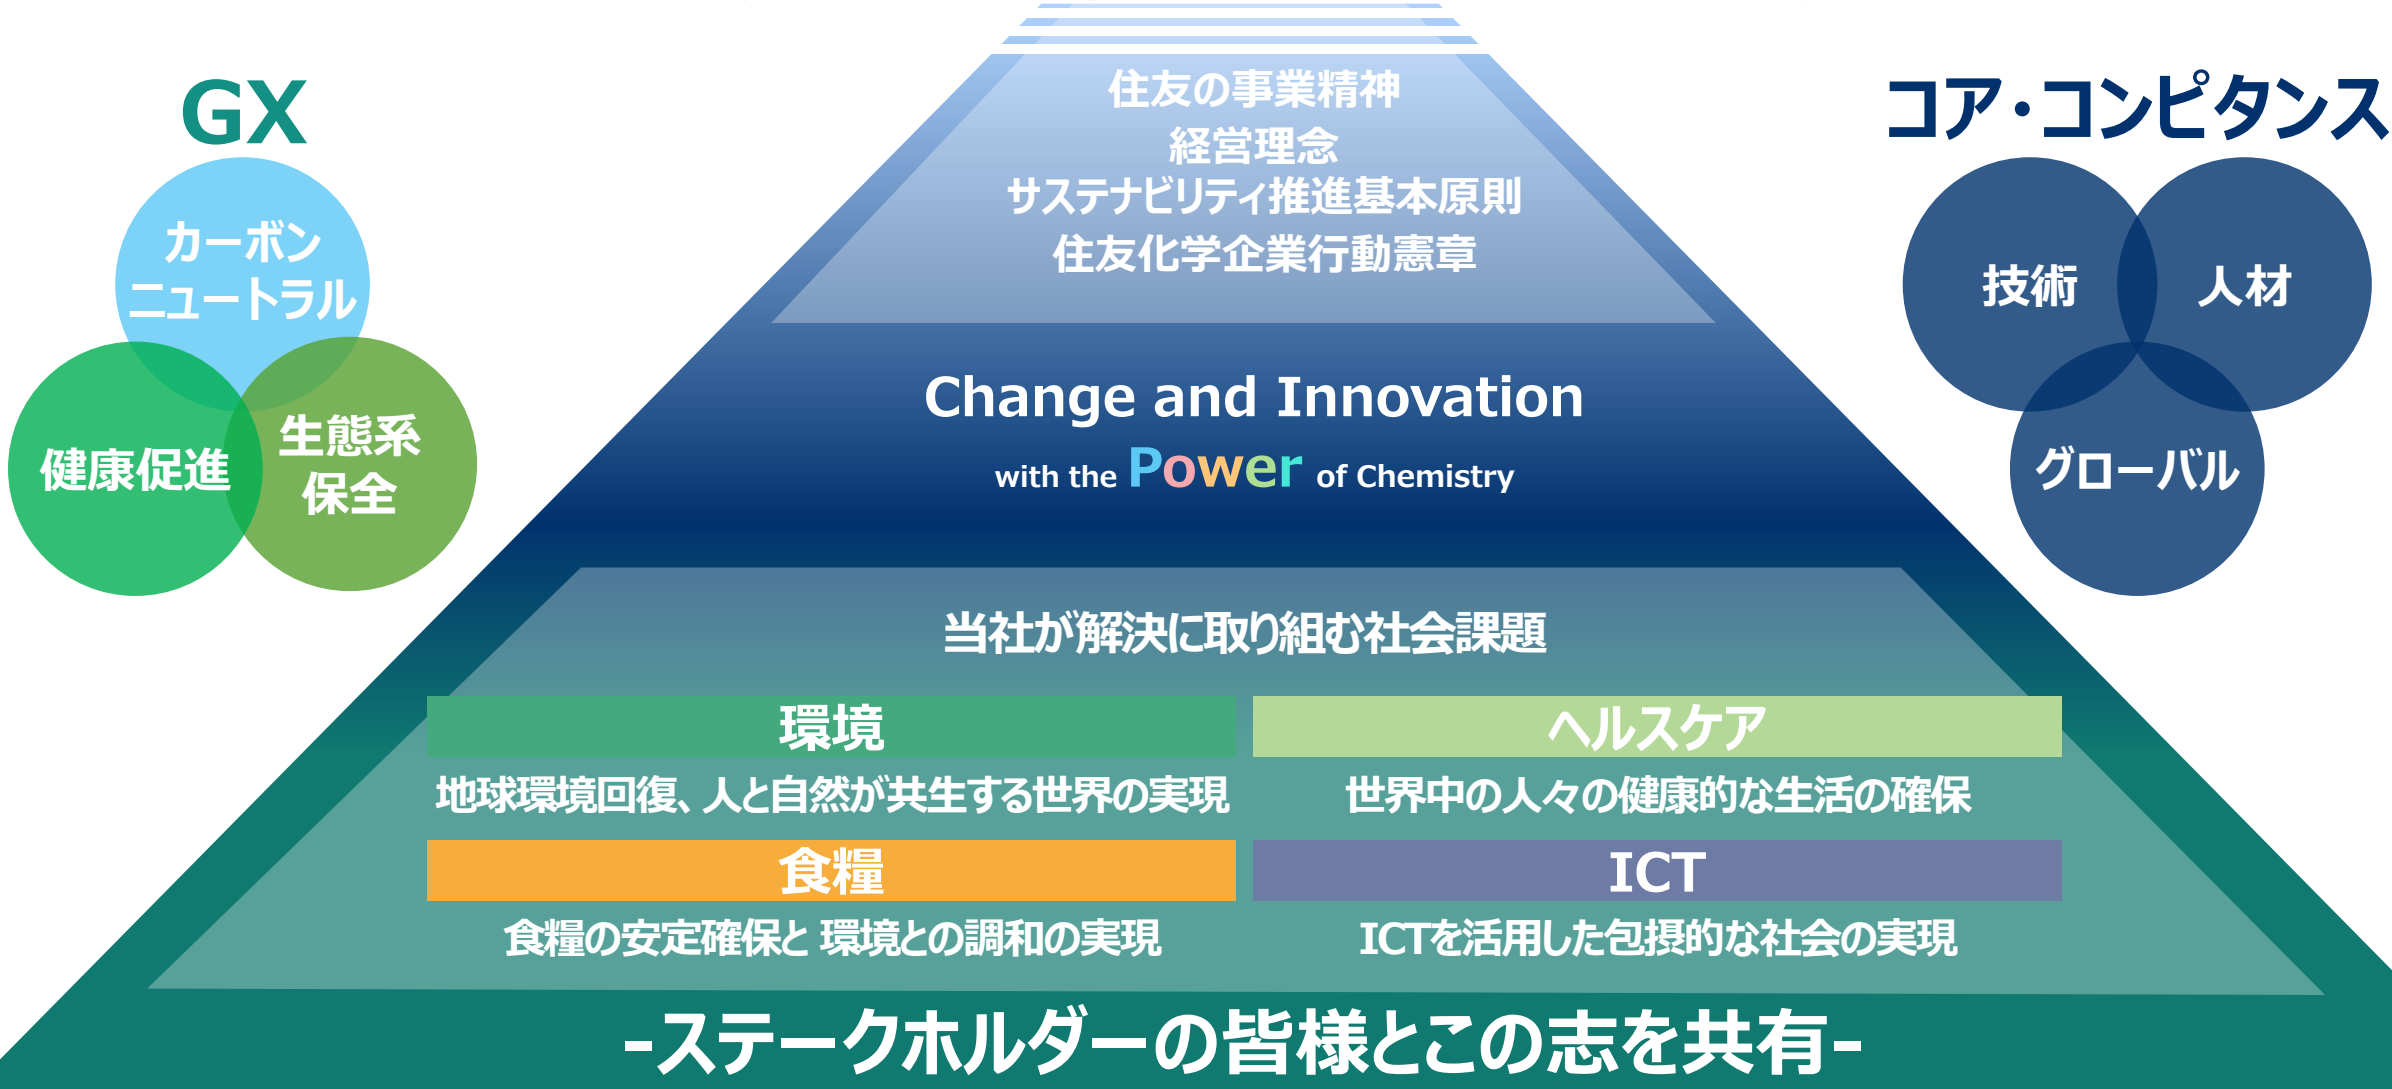 GX
カーボン
ニュートラル
健康促進
生態系
保全
住友の事業精神
経営理念
サステナビリティ推進基本原則
住友化学企業行動憲章
Change and Innovation
with the Power of Chemistry
コア・コンピタンス
技術
人材
グローバル
当社が解決に取り組む社会課題
環境
地球環境回復、人と自然が共生する世界の実現
ヘルスケア
世界中の人々の健康的な生活の確保
食糧
食糧の安定確保と 環境との調和の実現
ICT
ICTを活用した包摂的な社会の実現
-ステークホルダーの皆様とこの志を共有-